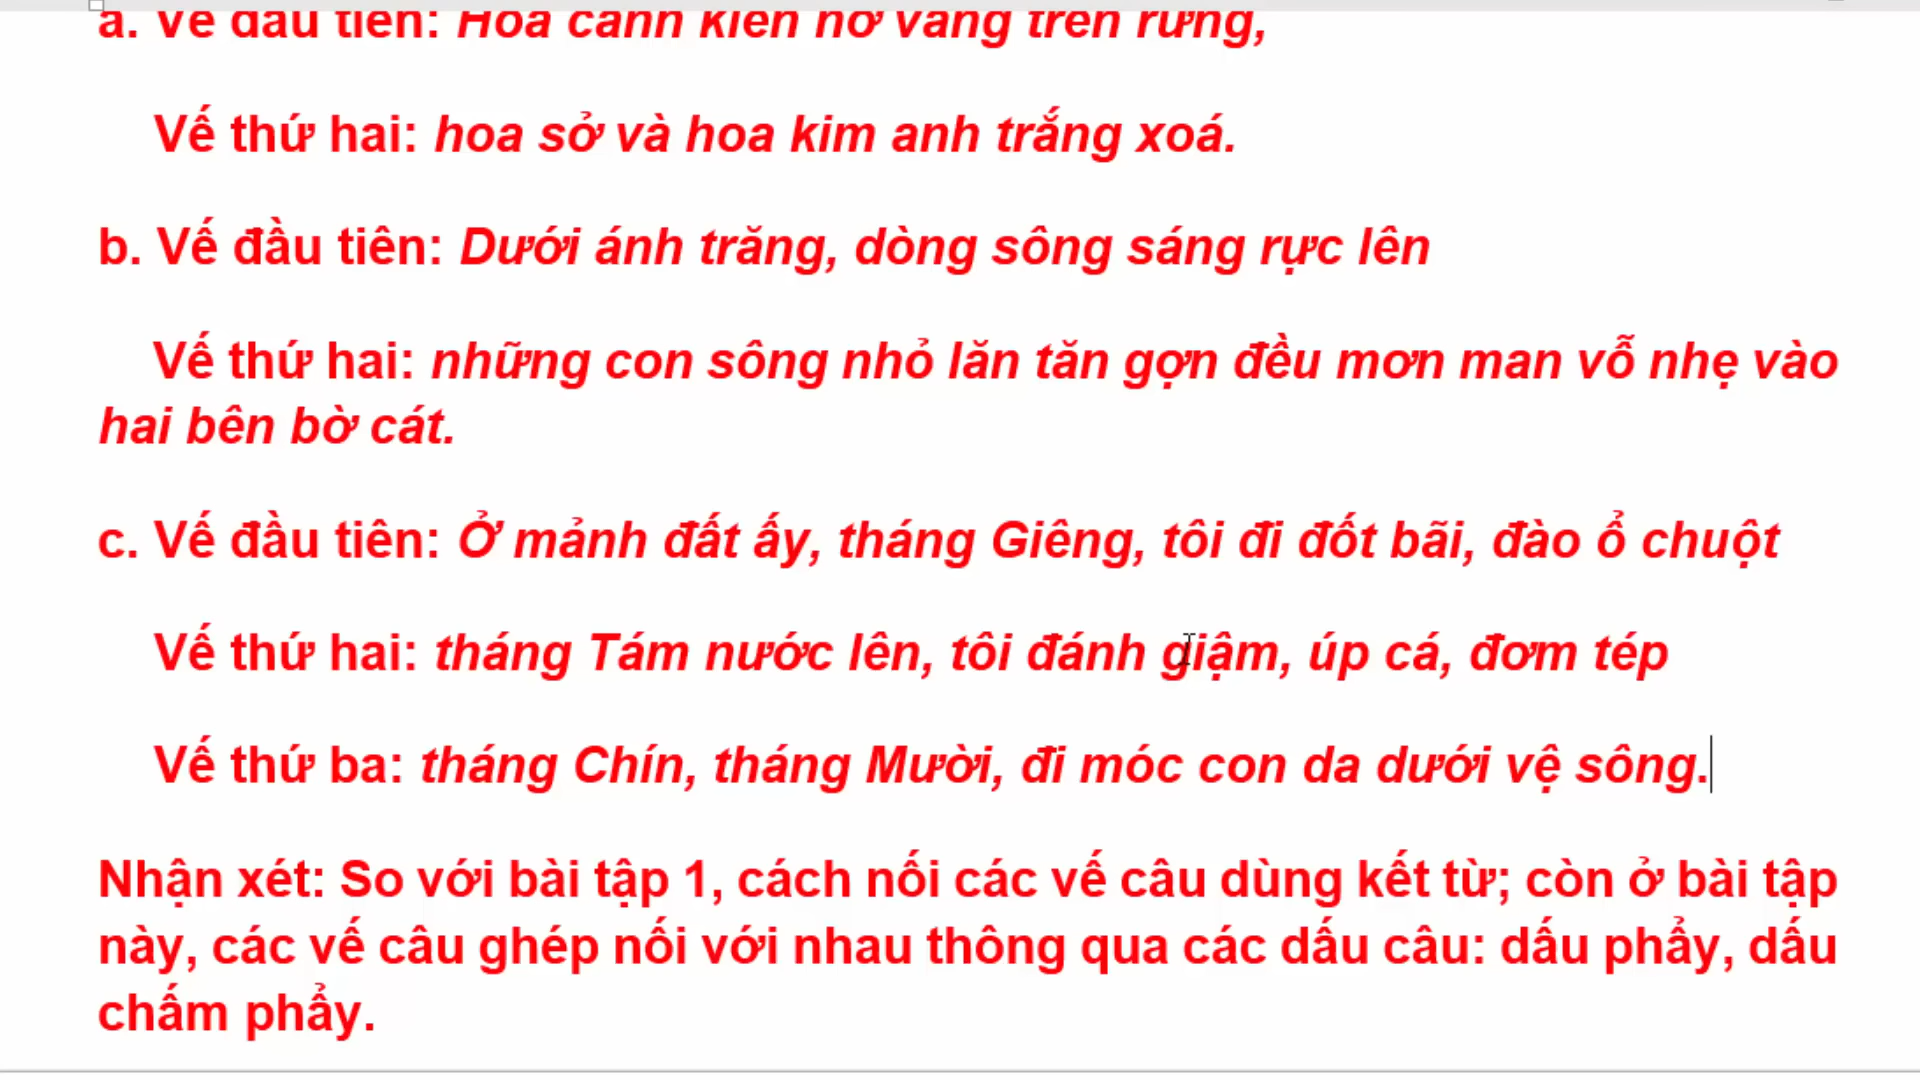 a. Vế đầu tiên: Hoa cánh kiến nở vàng trên rừng,
Vế thứ hai: hoa sở và hoa kim anh trắng xoá.
b. Vế đầu tiên: Dưới ánh trăng, dòng sông sáng rực lên
Vế thứ hai: những con sông nhỏ lăn tăn gợn đều mơn man vỗ nhẹ vào
hai bên bờ cát.
c. Vế đầu tiên: Ở mảnh đất ấy, tháng Giêng, tôi đi đốt bãi, đào ổ chuột
Vế thứ hai: tháng Tám nước lên, tôi đánh giậm, úp cá, đơm tép
Vế thứ ba: tháng Chín, tháng Mười, đi móc con da dưới vệ sông.
Nhận xét: So với bài tập 1, cách nối các vế câu dùng kết từ; còn ở bài tập
này, các vế câu ghép nối với nhau thông qua các dấu câu: dấu phẩy, dấu
chấm phẩy.